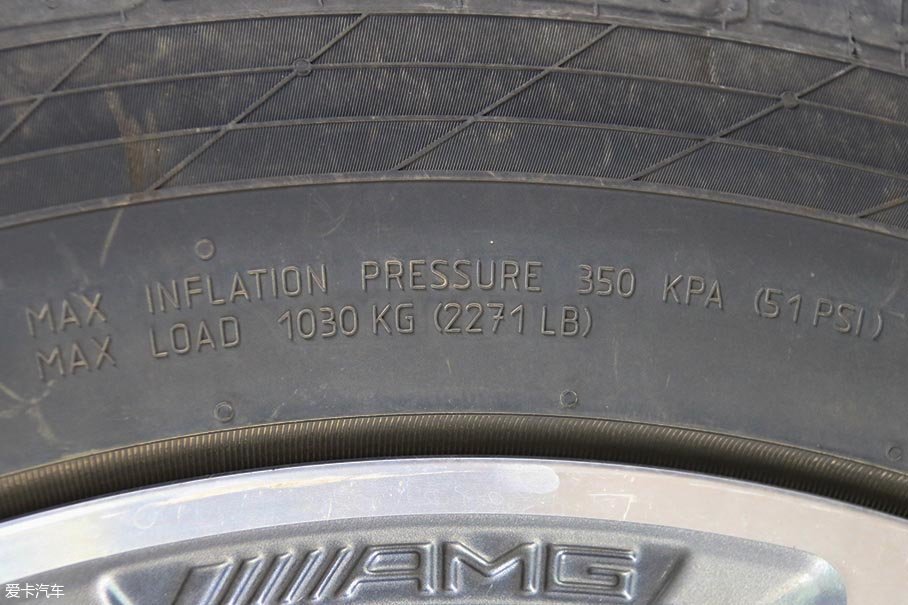 MAX INFLATION PRESSURE 350 KPA (51 PSI)
MAX LOAD 1030 KG (2271 LB)
AMG
爱卡汽车